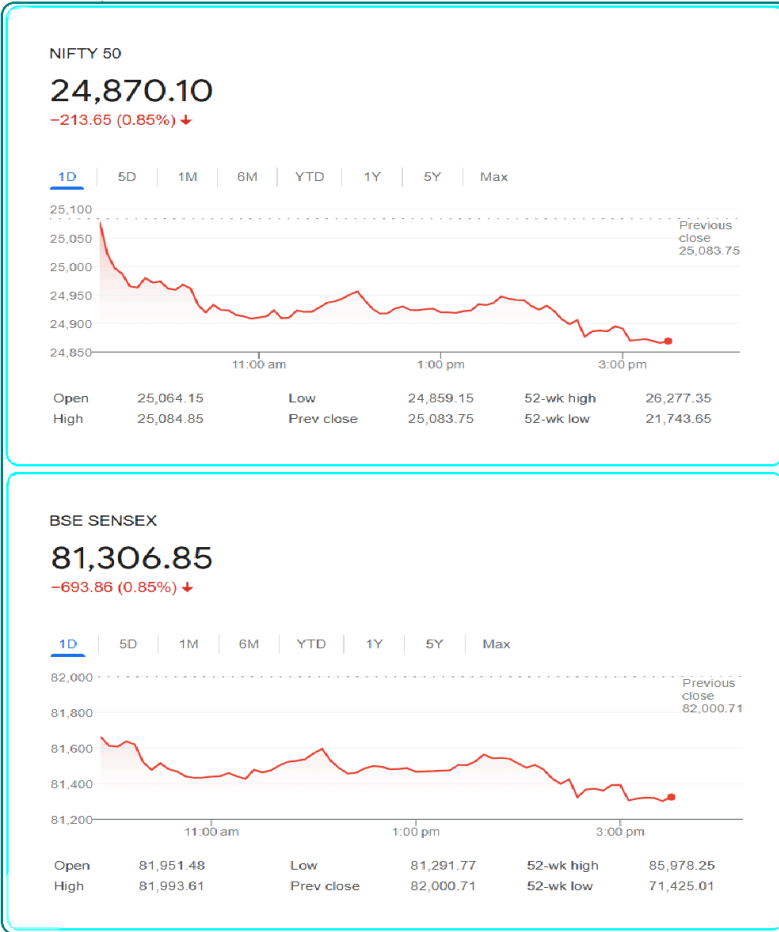 NIFTY 50
24,870.10
−213.65 (0.85%) ↓
1D 5D 1M 6M YTD 1Y 5Y Max
25,100
Previous
close
25,083.75
25,050
25,000
24,950
24,900
24,850
11:00 am 1:00 pm 3:00 pm
Open 25,064.15 Low 24,859.15 52-wk high 26,277.35
High 25,084.85 Prev close 25,083.75 52-wk low 21,743.65
BSE SENSEX
81,306.85
−693.86 (0.85%) ↓
1D 5D 1M 6M YTD 1Y 5Y Max
82,000
Previous
close
82,000.71
81,800
81,600
81,400
81,200
11:00 am 1:00 pm 3:00 pm
Open 81,951.48 Low 81,291.77 52-wk high 85,978.25
High 81,993.61 Prev close 82,000.71 52-wk low 71,425.01